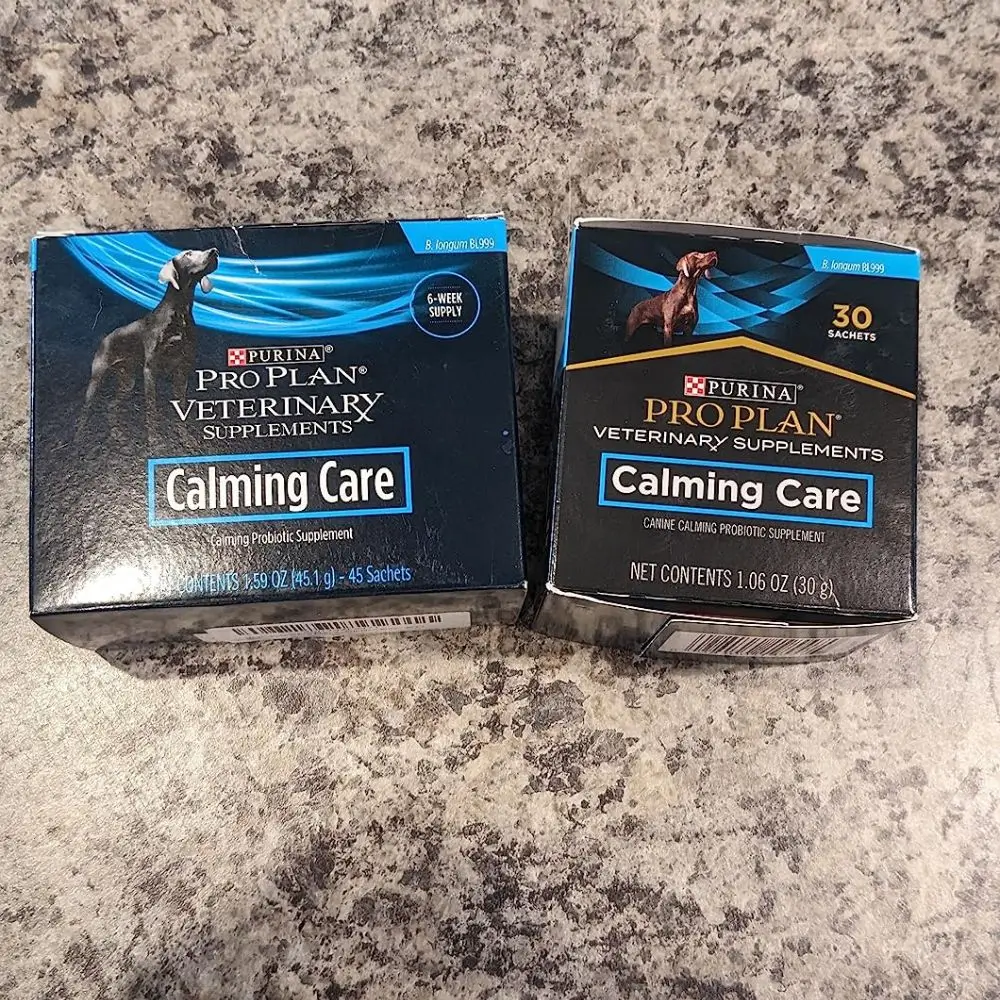 B. longum BL999
6-WEEK
SUPPLY
PURINA®
PRO PLAN®
VETERINARY
SUPPLEMENTS
Calming Care
Calming Probiotic Supplement
CONTENTS 1.59 OZ (45.1 g) - 45 Sachets
B. longum BL999
30
SACHETS
PURINA®
PRO PLAN®
VETERINARY SUPPLEMENTS
Calming Care
CANINE CALMING PROBIOTIC SUPPLEMENT
NET CONTENTS 1.06 OZ (30 g)